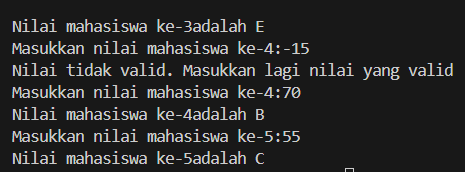 Nilai mahasiswa ke-3adalah E
Masukkan nilai mahasiswa ke-4:-15
Nilai tidak valid. Masukkan lagi nilai yang valid
Masukkan nilai mahasiswa ke-4:70
Nilai mahasiswa ke-4adalah B
Masukkan nilai mahasiswa ke-5:55
Nilai mahasiswa ke-5adalah C